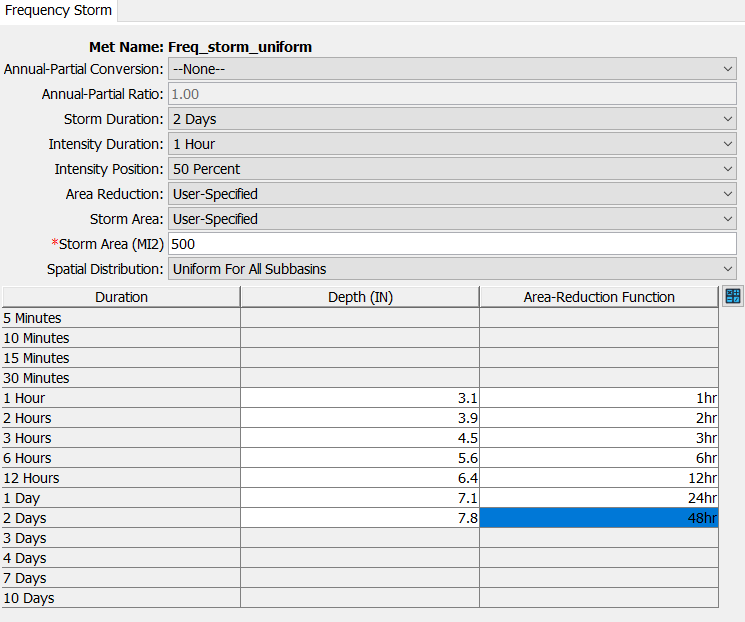 Frequency Storm
Met Name: Freq_storm_uniform
Annual-Partial Conversion: --None--
Annual-Partial Ratio: 1.00
Storm Duration: 2 Days
Intensity Duration: 1 Hour
Intensity Position: 50 Percent
Area Reduction: User-Specified
Storm Area: User-Specified
*Storm Area (MI2) 500
Spatial Distribution: Uniform For All Subbasins
Duration Depth (IN) Area-Reduction Function
5 Minutes
10 Minutes
15 Minutes
30 Minutes
1 Hour 3.1 1hr
2 Hours 3.9 2hr
3 Hours 4.5 3hr
6 Hours 5.6 6hr
12 Hours 6.4 12hr
1 Day 7.1 24hr
2 Days 7.8 48hr
3 Days
4 Days
7 Days
10 Days